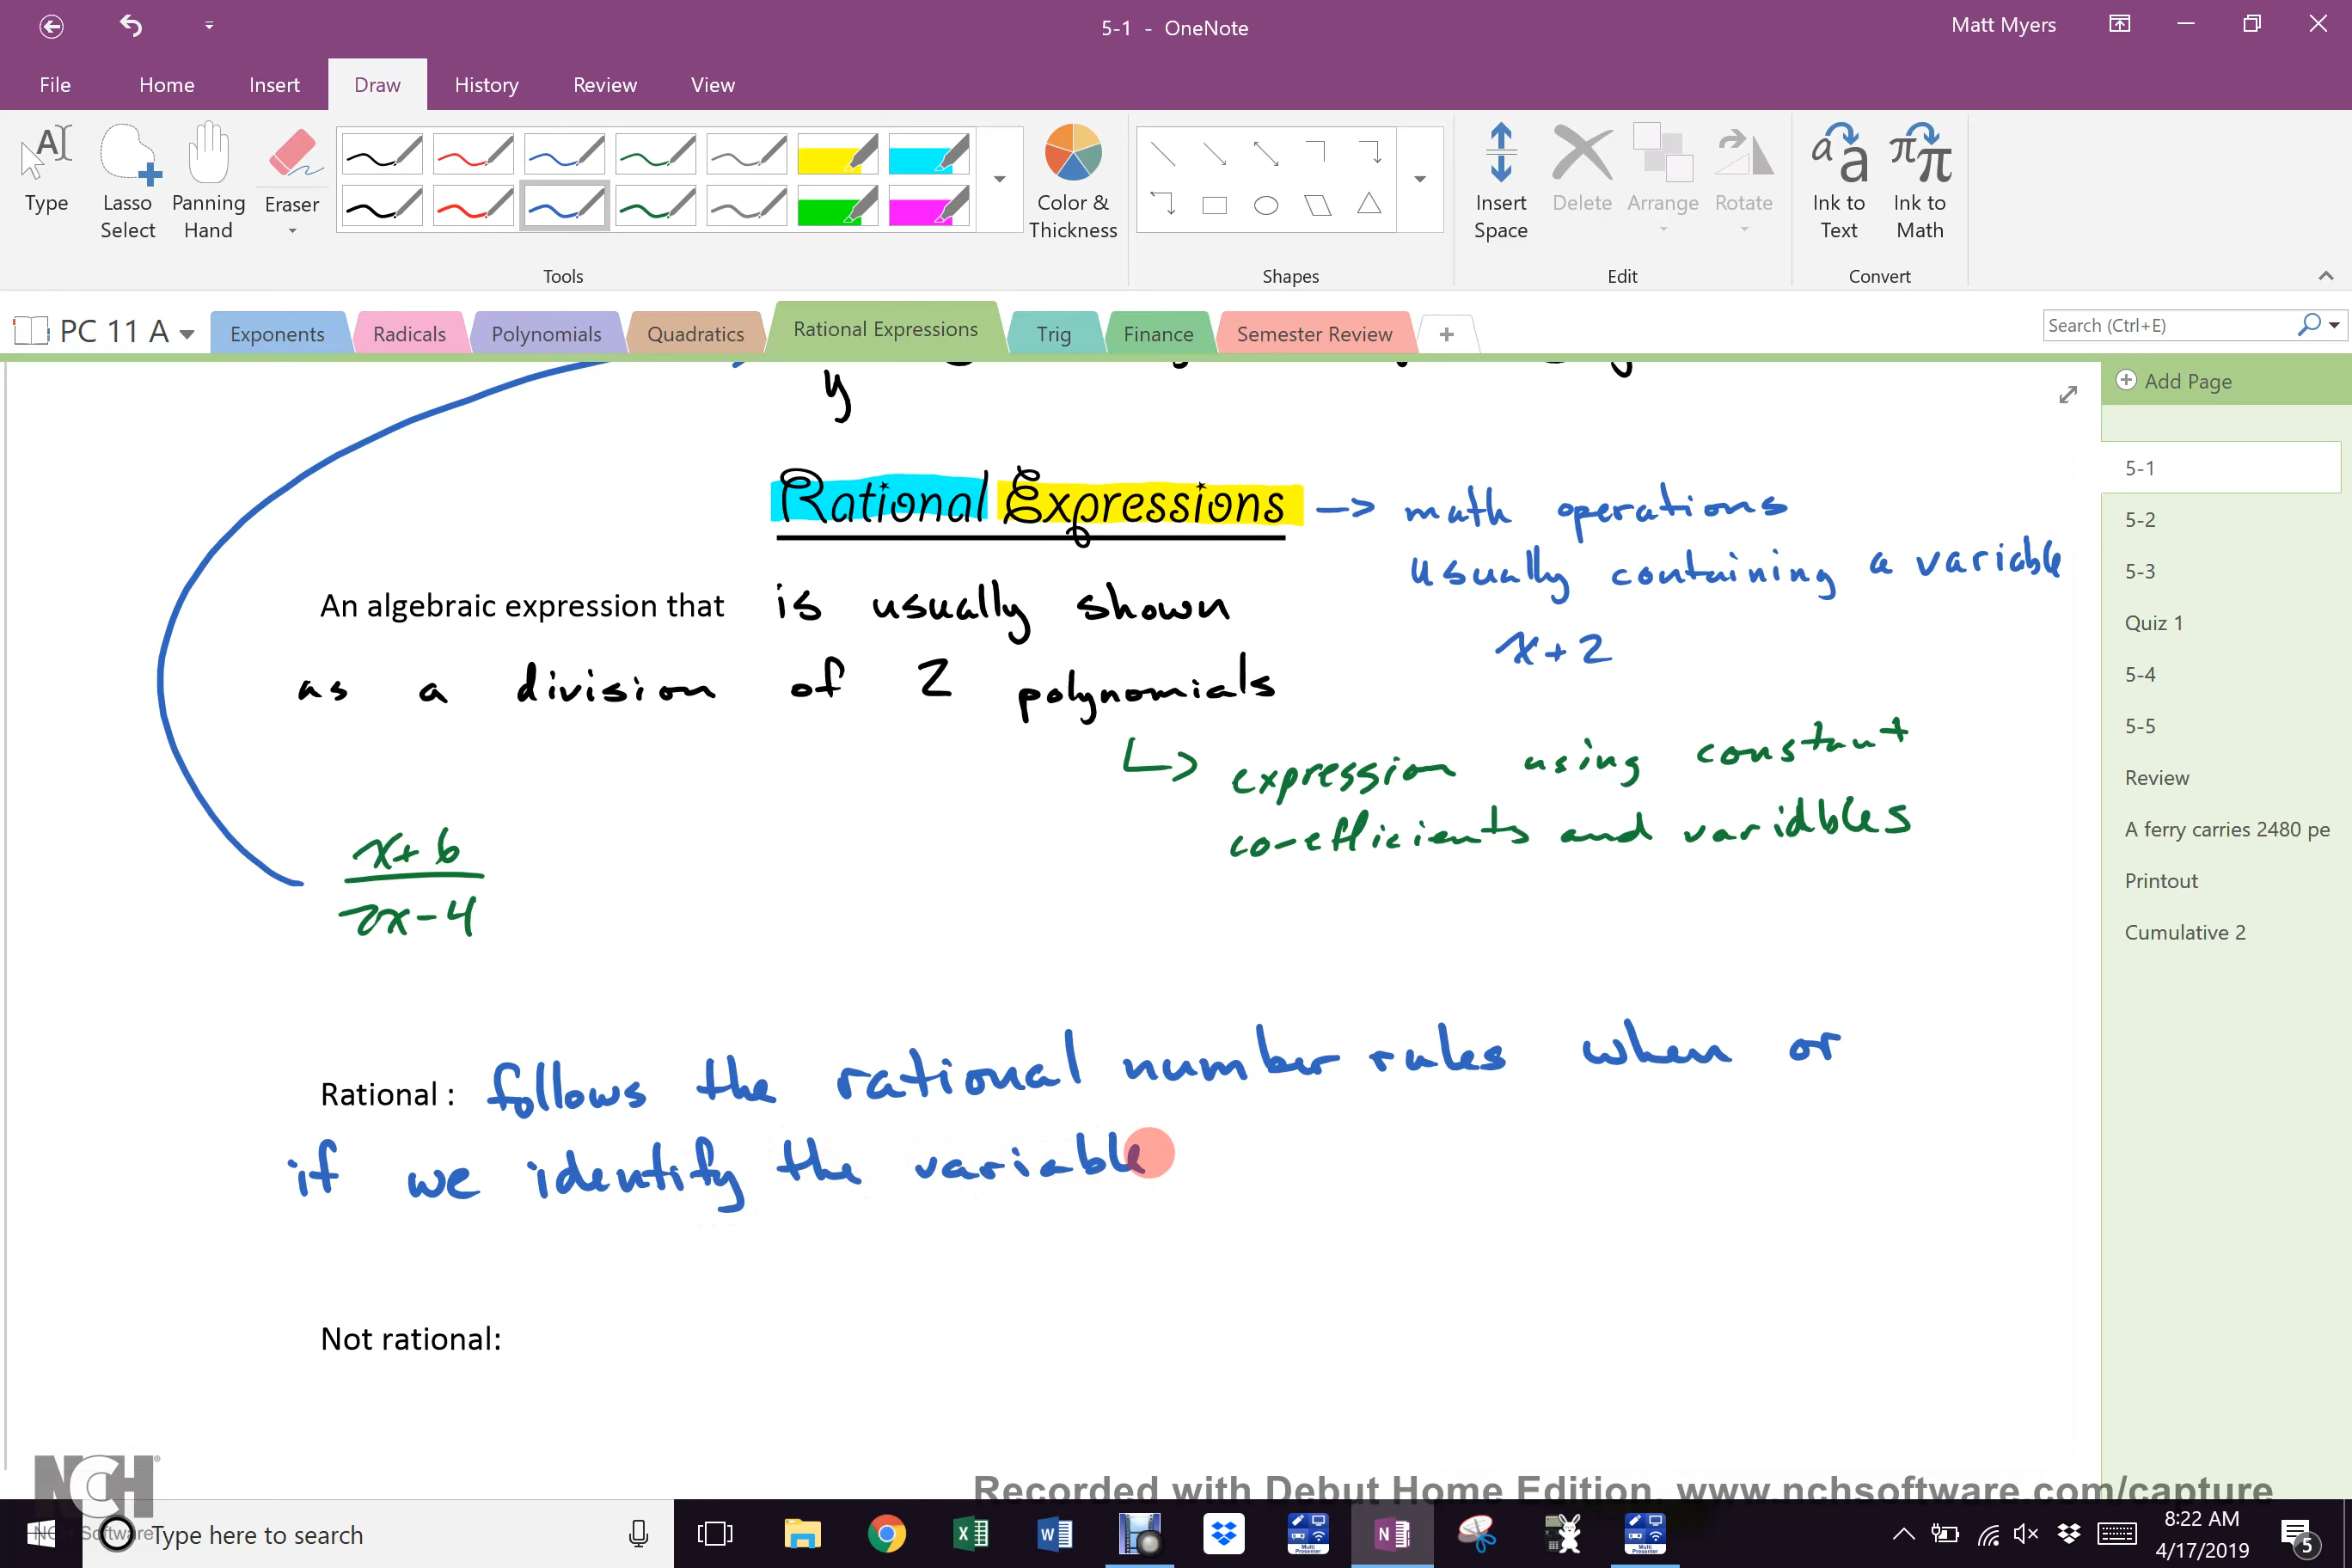 5-1 - OneNote
Matt Myers
File Home Insert Draw History Review View
Type
Lasso Select
Panning Hand
Eraser
Color & Thickness
Insert Space
Delete
Arrange
Rotate
Ink to Text
Ink to Math
Tools
Shapes
Edit
Convert
PC 11 A
Exponents Radicals Polynomials Quadratics Rational Expressions Trig Finance Semester Review
Search (Ctrl+E)
Add Page
y
Rational Expressions -> math operations
usually containing a variable
x+2
An algebraic expression that is usually shown
as a division of 2 polynomials
expression using constant
co-efficients and variables
x+6
2x-4
Rational : follows the rational number rules when or
if we identify the variable
Not rational:
5-1
5-2
5-3
Quiz 1
5-4
5-5
Review
A ferry carries 2480 pe
Printout
Cumulative 2
NCH
NCH Software
Recorded with Debut Home Edition. www.nchsoftware.com/capture
Type here to search
8:22 AM
4/17/2019
5